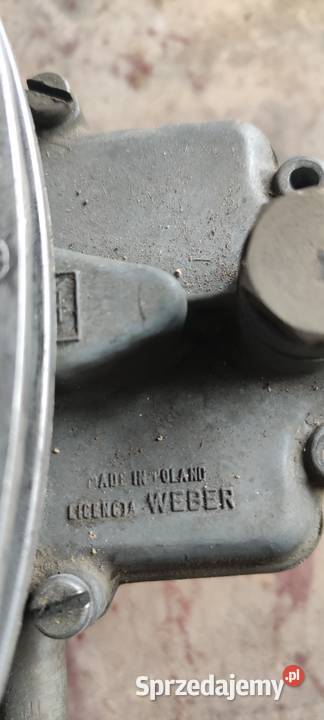 MADE IN POLAND
LICENCJA - WEBER
Sprzedajemy.pl